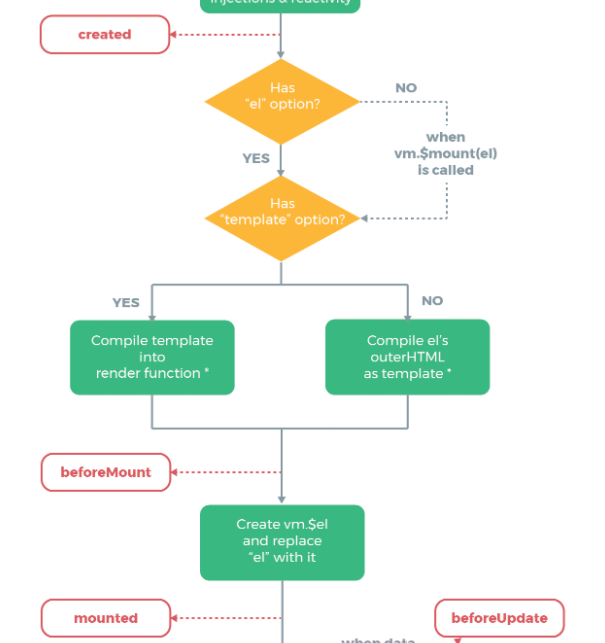 injections & reactivity
created
Has
"el" option?
NO
when
vm.$mount(el)
is called
YES
Has
"template" option?
YES
NO
Compile template
into
render function *
Compile el's
outerHTML
as template *
beforeMount
Create vm.$el
and replace
"el" with it
mounted
beforeUpdate
when data